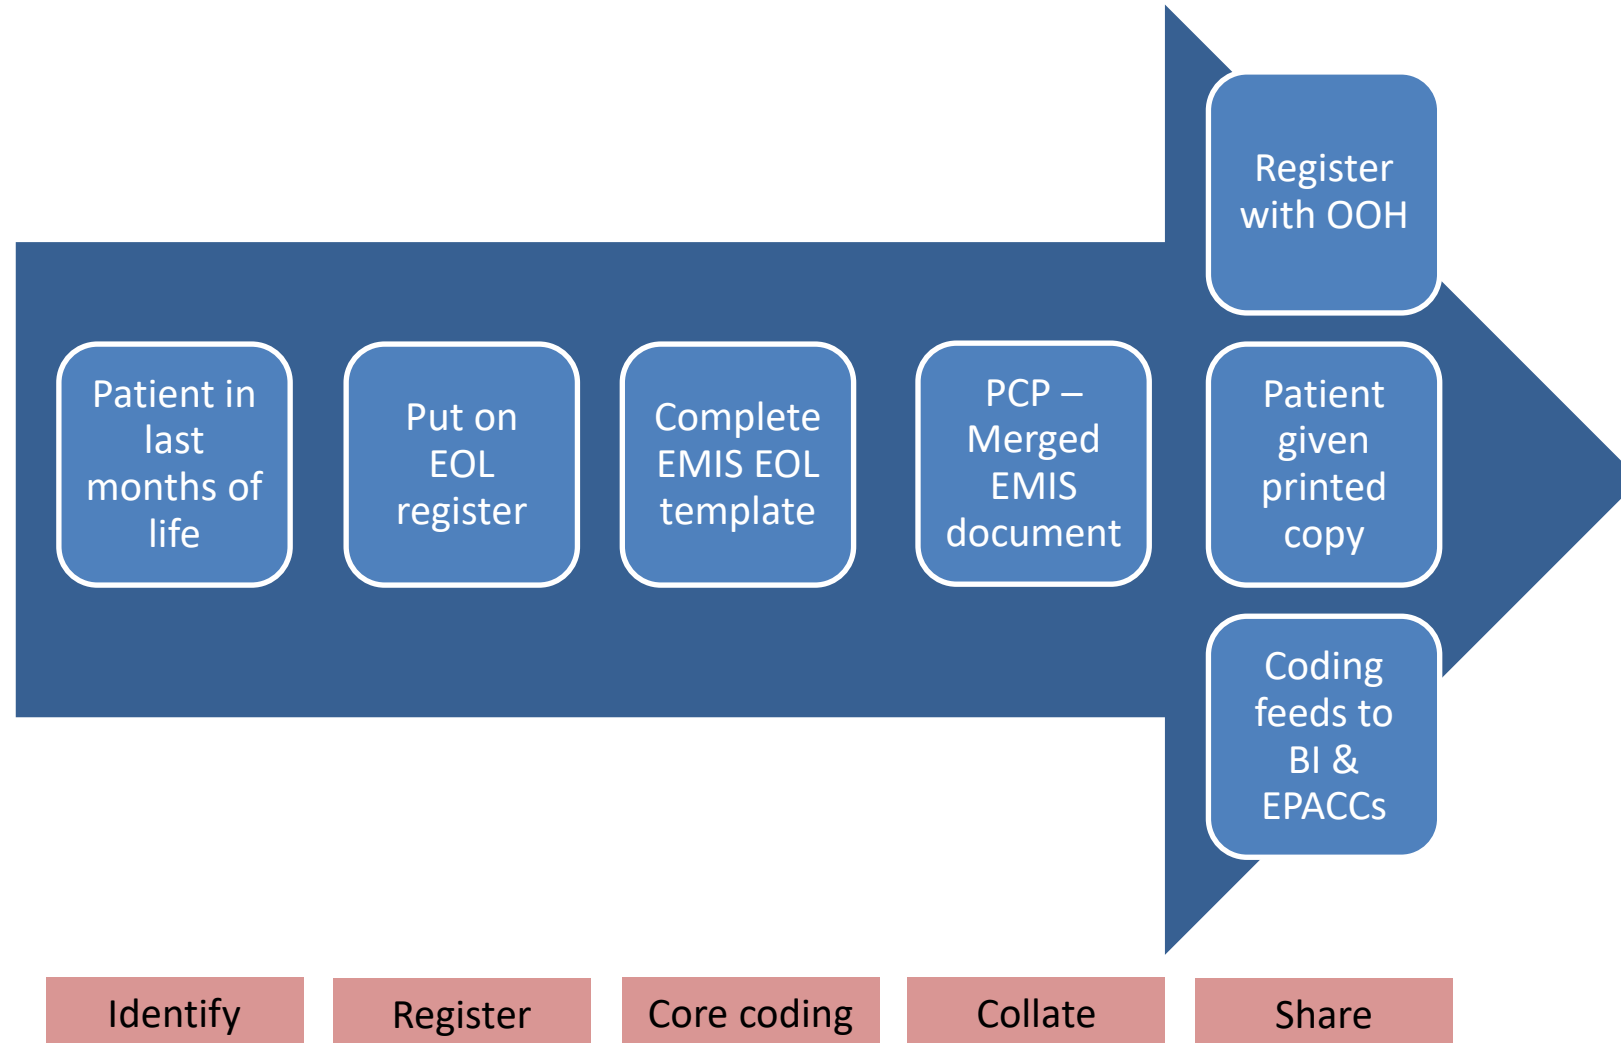 Register
with OOH
Patient in
last
months of
life
Put on
EOL
register
Complete
EMIS EOL
template
PCP –
Merged
EMIS
document
Patient
given
printed
copy
Coding
feeds to
BI &
EPACCs
Identify
Register
Core coding
Collate
Share